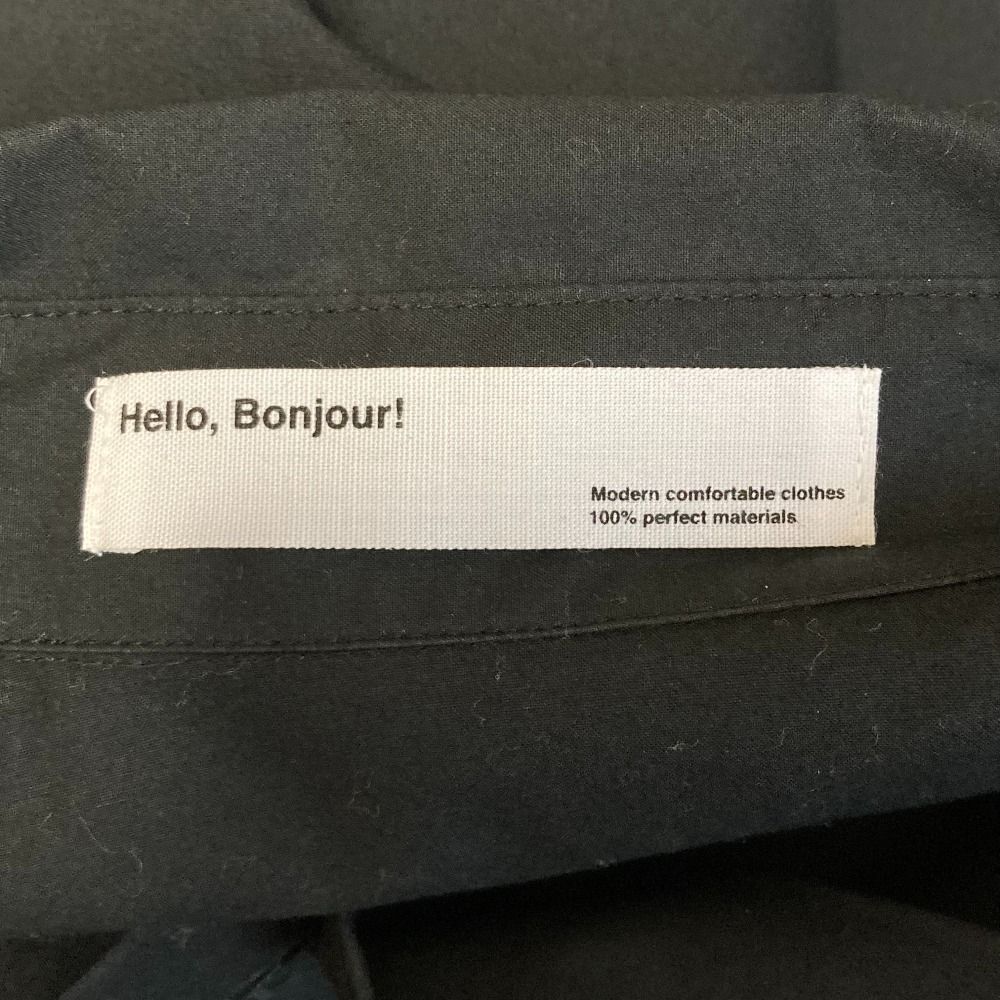 Hello, Bonjour!
Modern comfortable clothes
100% perfect materials